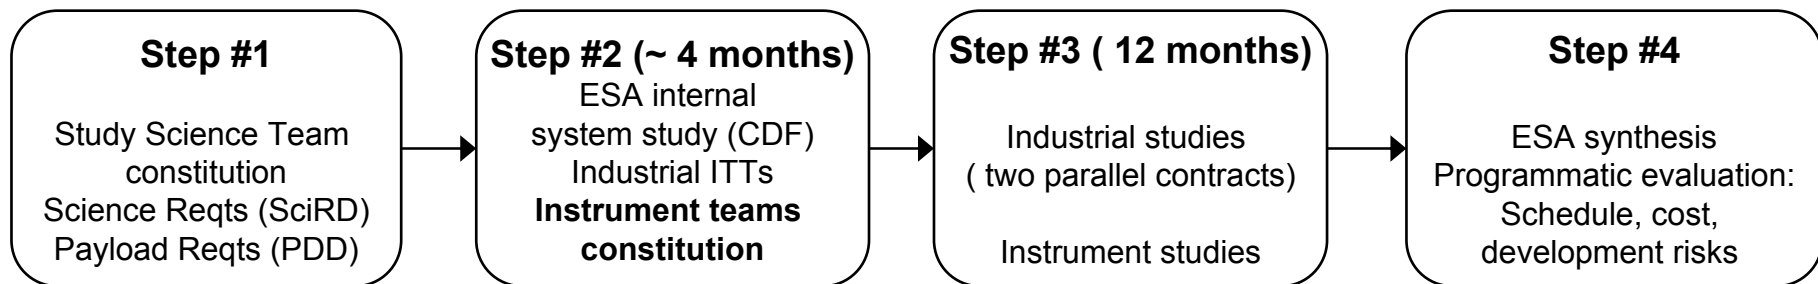 Step #1
Study Science Team
constitution
Science Reqts (SciRD)
Payload Reqts (PDD)
Step #2 (~ 4 months)
ESA internal
system study (CDF)
Industrial ITTs
Instrument teams
constitution
Step #3 ( 12 months)
Industrial studies
( two parallel contracts)
Instrument studies
Step #4
ESA synthesis
Programmatic evaluation:
Schedule, cost,
development risks